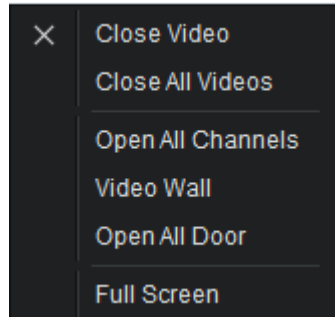 Close Video
Close All Videos
Open All Channels
Video Wall
Open All Door
Full Screen